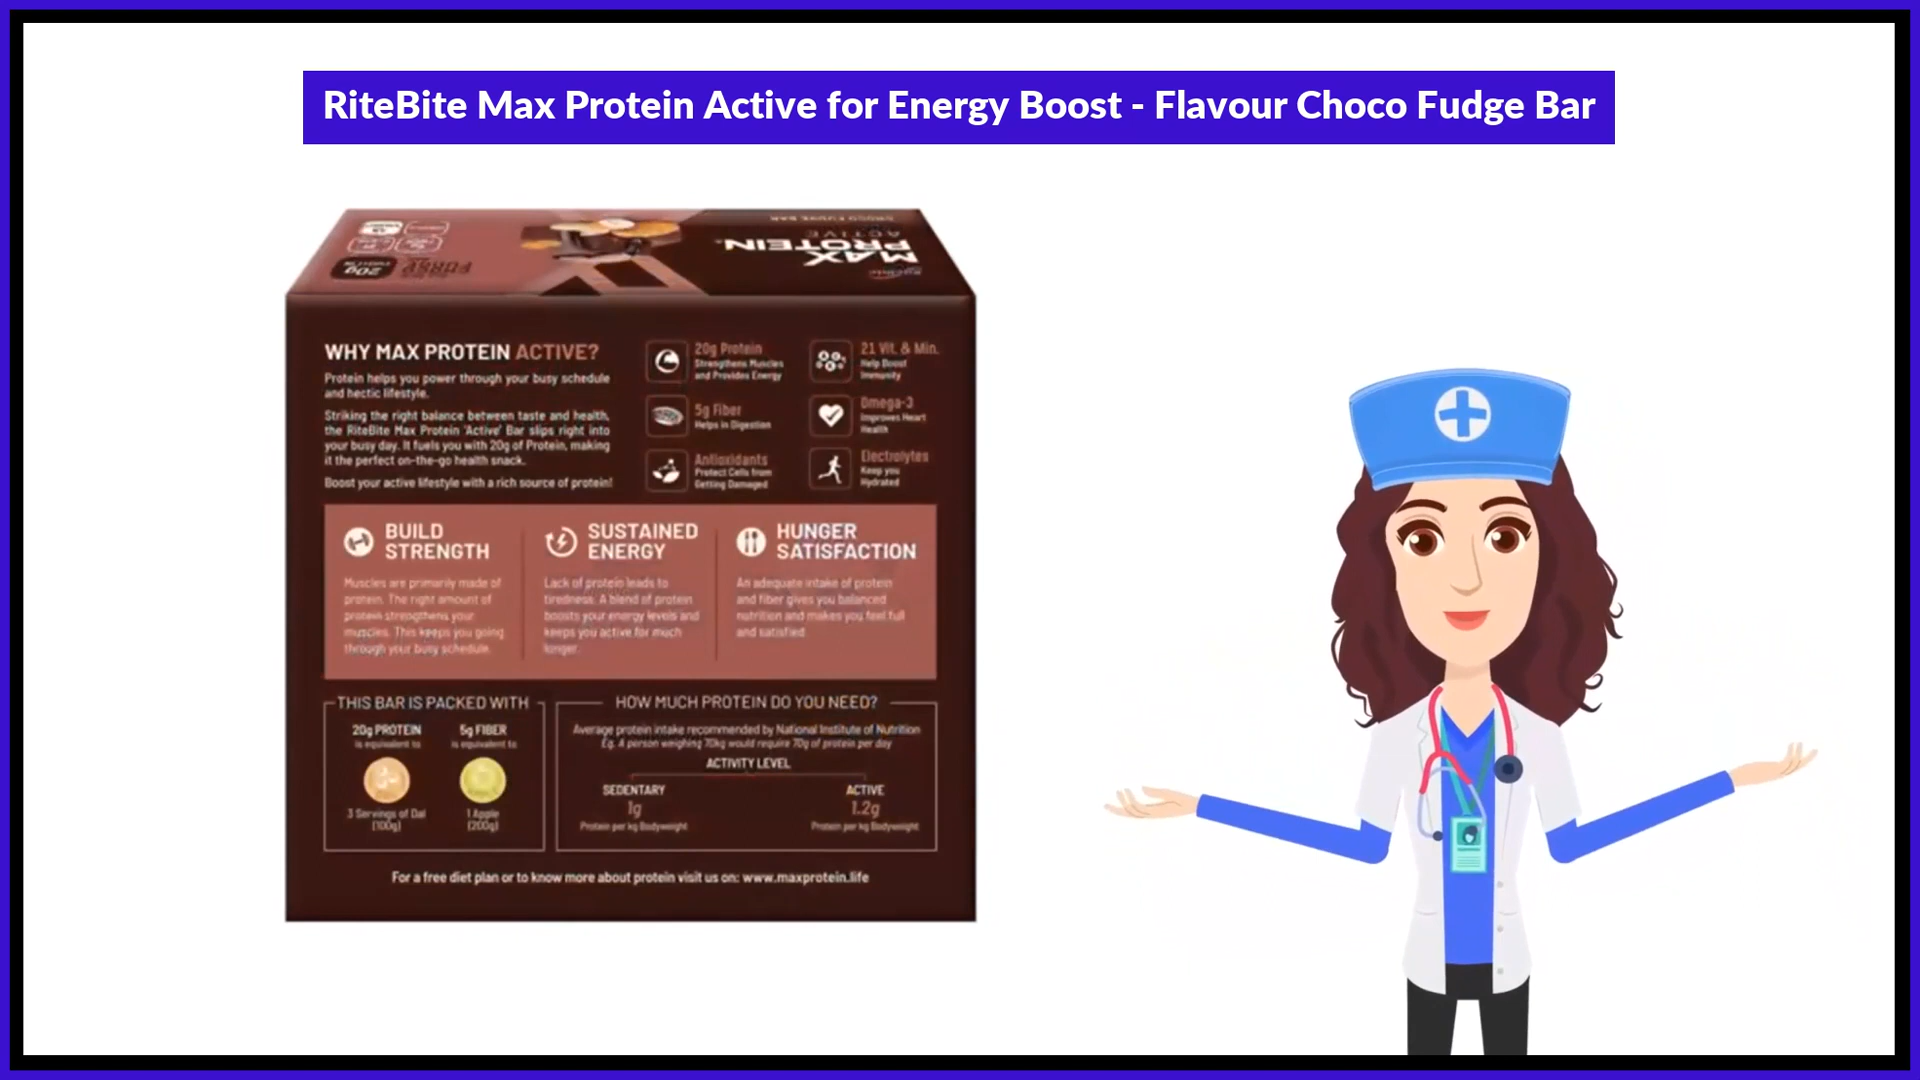 RiteBite Max Protein Active for Energy Boost - Flavour Choco Fudge Bar
CHOCO FUDGE BAR
ACTIVE
PROTEIN
MAX
20g
WHY MAX PROTEIN ACTIVE?
Protein helps you power through your busy schedule
and hectic lifestyle.
Striking the right balance between taste and health,
the RiteBite Max Protein 'Active' Bar slips right into
your busy day. It fuels you with 20g of Protein, making
it the perfect on-the-go health snack.
Boost your active lifestyle with a rich source of protein!
20g Protein
Strengthens Muscles
and Provides Energy
21 Vit. & Min.
Help Boost
Immunity
5g Fiber
Helps in Digestion
Omega-3
Improves Heart
Health
Antioxidants
Protect Cells from
Getting Damaged
Electrolytes
Keep you
Hydrated
BUILD
STRENGTH
Muscles are primarily made of
protein. The right amount of
protein strengthens your
muscles. This keeps you going
through your busy schedule.
SUSTAINED
ENERGY
Lack of protein leads to
tiredness. A blend of protein
boosts your energy levels and
keeps you active for much
longer.
HUNGER
SATISFACTION
An adequate intake of protein
and fiber gives you balanced
nutrition and makes you feel full
and satisfied
THIS BAR IS PACKED WITH
20g PROTEIN
is equivalent to
3 Servings of Dal
(100g)
5g FIBER
is equivalent to
1 Apple
(200g)
HOW MUCH PROTEIN DO YOU NEED?
Average protein intake recommended by National Institute of Nutrition
Eg. A person weighing 70kg would require 70g of protein per day
ACTIVITY LEVEL
SEDENTARY
1g
Protein per kg Bodyweight
ACTIVE
1.2g
Protein per kg Bodyweight
For a free diet plan or to know more about protein visit us on: www.maxprotein.life